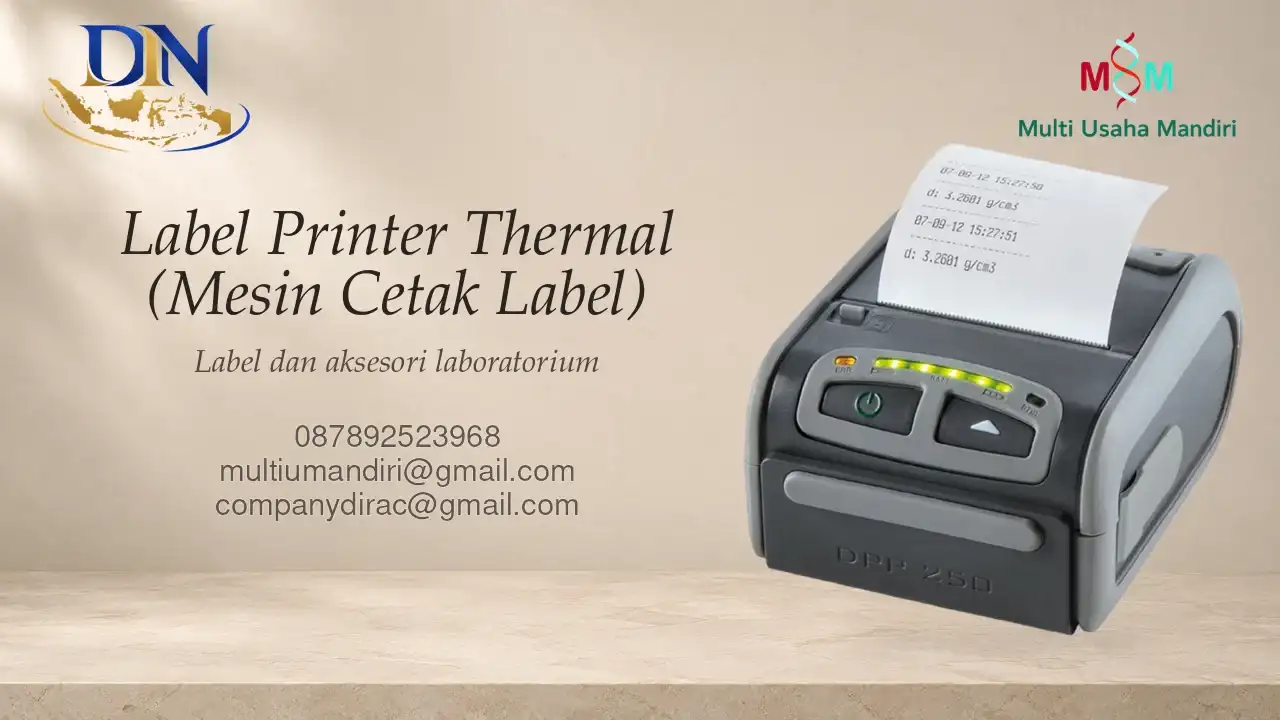 DN
MSM
Multi Usaha Mandiri
07-09-12 15:27:50
d: 3.2601 g/cm3
07-09-12 15:27:51
d: 3.2601 g/cm3
Label Printer Thermal
(Mesin Cetak Label)
Label dan aksesori laboratorium
087892523968
multiumandiri@gmail.com
companydirac@gmail.com
DPP 250